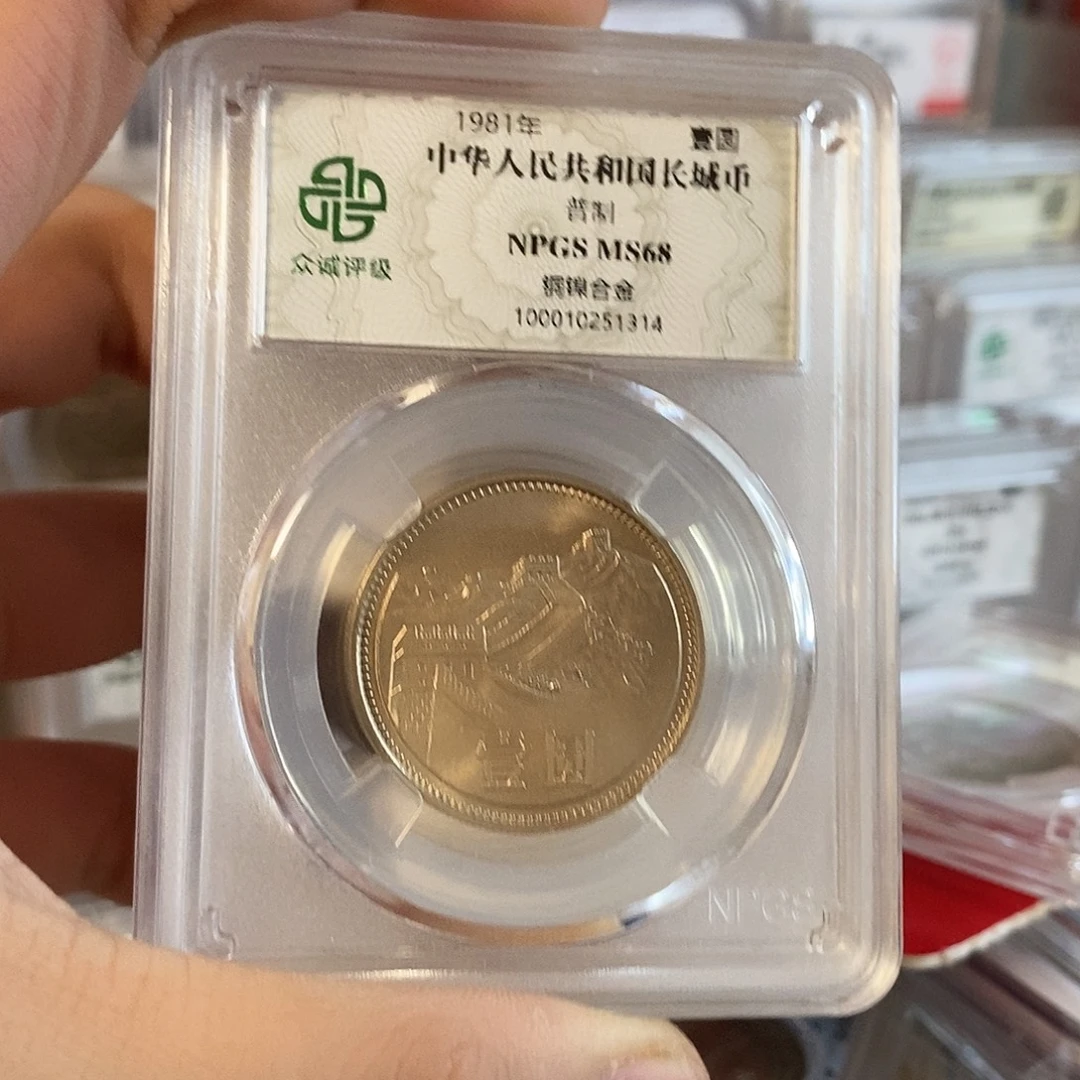 1981年 壹圆
中华人民共和国长城币
普制
NPGS MS68
铜镍合金
100010251314
众诚评级
壹圆
NPGS